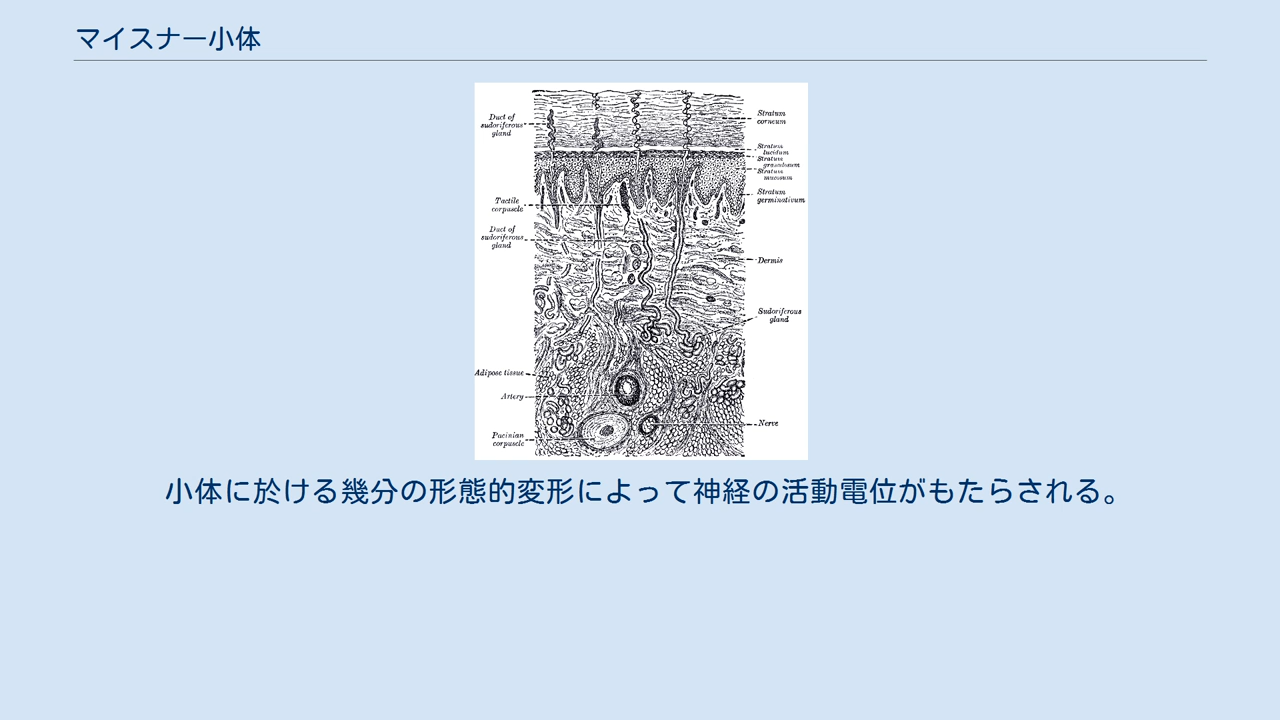 マイスナー小体
Duct of
sudoriferous
gland
Stratum
corneum
Stratum
lucidum
Stratum
granulosum
Stratum
mucosum
Stratum
germinativum
Tactile
corpuscle
Duct of
sudoriferous
gland
Dermis
Sudoriferous
gland
Adipose tissue
Artery
Nerve
Pacinian
corpuscle
小体に於ける幾分の形態的変形によって神経の活動電位がもたらされる。